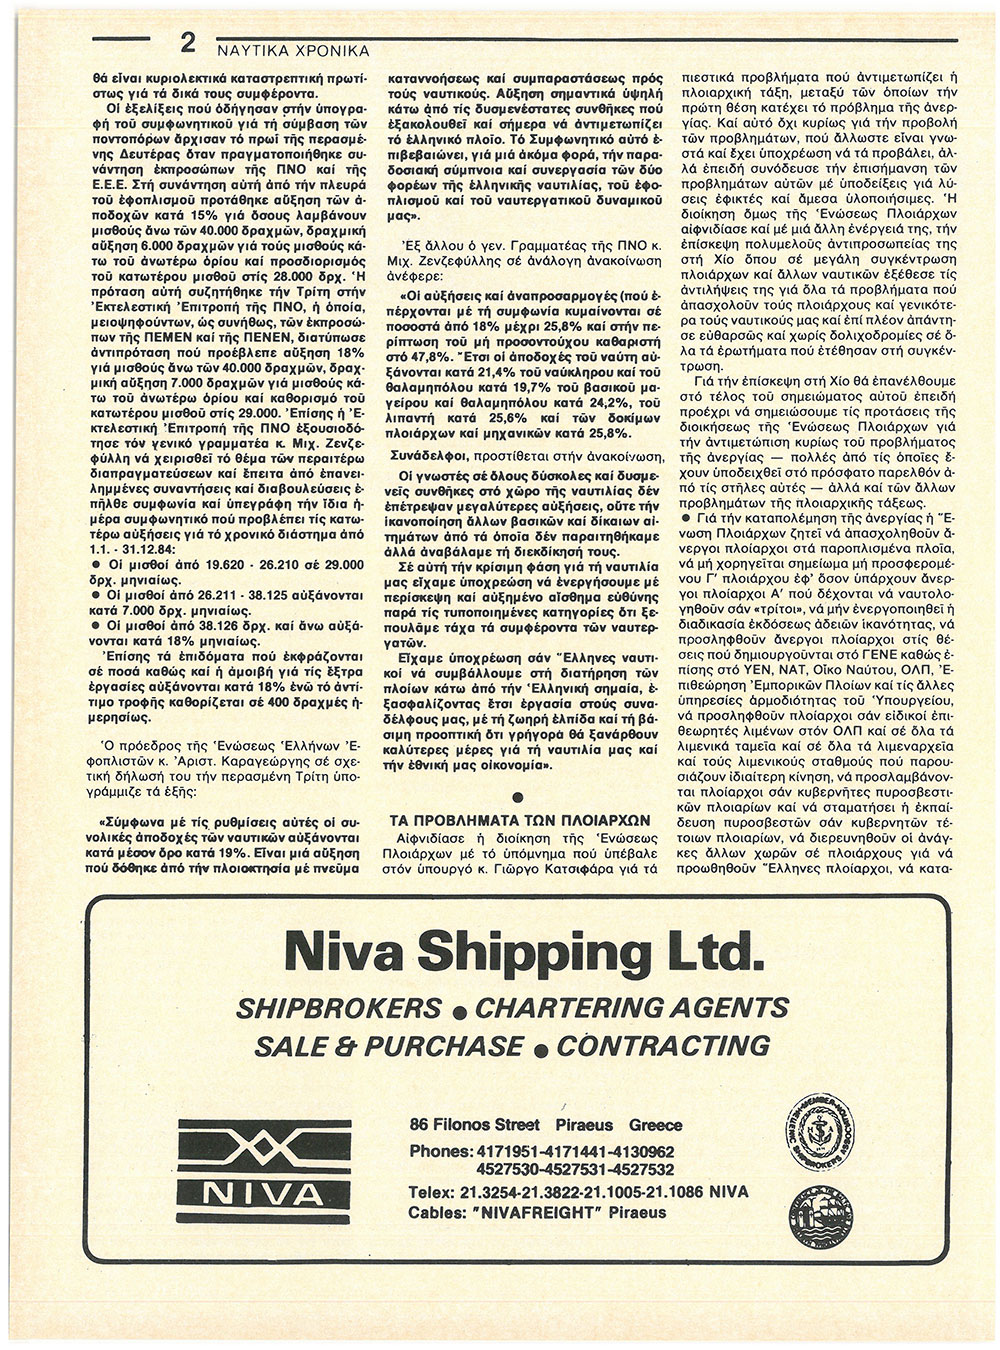 2
ΝΑΥΤΙΚΑ ΧΡΟΝΙΚΑ
θά εἶναι κυριολεκτικά καταστρεπτική πρωτί-
στως γιά τά δικά τους συμφέροντα.
Οἱ ἐξελίξεις πού ὁδήγησαν στήν ὑπογρα-
φή τοῦ συμφωνητικοῦ γιά τή σύμβαση τῶν
ποντοπόρων ἄρχισαν τό πρωί τῆς περασμέ-
νης Δευτέρας ὅταν πραγματοποιήθηκε συ-
νάντηση ἐκπροσώπων τῆς ΠΝΟ καί τῆς
Ε.Ε.Ε. Στή συνάντηση αὐτή ἀπό τήν πλευρά
τοῦ ἐφοπλισμοῦ προτάθηκε αὔξηση τῶν ἀ-
ποδοχῶν κατά 15% γιά ὅσους λαμβάνουν
μισθούς ἄνω τῶν 40.000 δραχμῶν, δραχμική
αὔξηση 6.000 δραχμῶν γιά τούς μισθούς κά-
τω τοῦ ἀνωτέρω ὁρίου καί προσδιορισμός
τοῦ κατωτέρου μισθοῦ στίς 28.000 δρχ. Ἡ
πρόταση αὐτή συζητήθηκε τήν Τρίτη στήν
Ἐκτελεστική Ἐπιτροπή τῆς ΠΝΟ, ἡ ὁποία,
μειοψηφούντων, ὡς συνήθως, τῶν ἐκπροσώ-
πων τῆς ΠΕΜΕΝ καί τῆς ΠΕΝΕΝ, διατύπωσε
ἀντιπρόταση πού προέβλεπε αὔξηση 18%
γιά μισθούς ἄνω τῶν 40.000 δραχμῶν, δραχ-
μική αὔξηση 7.000 δραχμῶν γιά μισθούς κά-
τω τοῦ ἀνωτέρω ὁρίου καί καθορισμό τοῦ
κατωτέρου μισθοῦ στίς 29.000. Ἐπίσης ἡ Ἐ-
κτελεστική Ἐπιτροπή τῆς ΠΝΟ ἐξουσιοδό-
τησε τόν γενικό γραμματέα κ. Μιχ. Ζενζε-
φύλλη νά χειρισθεῖ τό θέμα τῶν περαιτέρω
διαπραγματεύσεων καί ἔπειτα ἀπό ἐπανει-
λημμένες συναντήσεις καί διαβουλεύσεις ἐ-
πῆλθε συμφωνία καί ὑπεγράφη τήν ἴδια ἡ-
μέρα συμφωνητικό πού προβλέπει τίς κατω-
τέρω αὐξήσεις γιά τό χρονικό διάστημα ἀπό
1.1. - 31.12.84:
● Οἱ μισθοί ἀπό 19.620 - 26.210 σέ 29.000
δρχ. μηνιαίως.
● Οἱ μισθοί ἀπό 26.211 - 38.125 αὐξάνονται
κατά 7.000 δρχ. μηνιαίως.
● Οἱ μισθοί ἀπό 38.126 δρχ. καί ἄνω αὐξά-
νονται κατά 18% μηνιαίως.
Ἐπίσης τά ἐπιδόματα πού ἐκφράζονται
σέ ποσά καθώς καί ἡ ἀμοιβή γιά τίς ἔξτρα
ἐργασίες αὐξάνονται κατά 18% ἐνῶ τό ἀντί-
τιμο τροφῆς καθορίζεται σέ 400 δραχμές ἡ-
μερησίως.
Ὁ πρόεδρος τῆς Ἑνώσεως Ἑλλήνων Ἐ-
φοπλιστῶν κ. Ἀριστ. Καραγεώργης σέ σχε-
τική δήλωσή του τήν περασμένη Τρίτη ὑπο-
γράμμιζε τά ἑξῆς:
«Σύμφωνα μέ τίς ρυθμίσεις αὐτές οἱ συ-
νολικές ἀποδοχές τῶν ναυτικῶν αὐξάνονται
κατά μέσον ὅρο κατά 19%. Εἶναι μιά αὔξηση
πού δόθηκε ἀπό τήν πλοιοκτησία μέ πνεῦμα
καταννοήσεως καί συμπαραστάσεως πρός
τούς ναυτικούς. Αὔξηση σημαντικά ὑψηλή
κάτω ἀπό τίς δυσμενέστατες συνθῆκες πού
ἐξακολουθεῖ καί σήμερα νά ἀντιμετωπίζει
τό ἑλληνικό πλοῖο. Τό Συμφωνητικό αὐτό ἐ-
πιβεβαιώνει, γιά μιά ἀκόμα φορά, τήν παρα-
δοσιακή σύμπνοια καί συνεργασία τῶν δύο
φορέων τῆς ἑλληνικῆς ναυτιλίας, τοῦ ἐφο-
πλισμοῦ καί τοῦ ναυτεργατικοῦ δυναμικοῦ
μας».
Ἐξ ἄλλου ὁ γεν. Γραμματέας τῆς ΠΝΟ κ.
Μιχ. Ζενζεφύλλης σέ ἀνάλογη ἀνακοίνωση
ἀνέφερε:
«Οἱ αὐξήσεις καί ἀναπροσαρμογές (πού ἐ-
πέρχονται μέ τή συμφωνία κυμαίνονται σέ
ποσοστά ἀπό 18% μέχρι 25,8% καί στήν πε-
ρίπτωση τοῦ μή προσοντούχου καθαριστή
στό 47,8%. Ἔτσι οἱ ἀποδοχές τοῦ ναύτη αὐ-
ξάνονται κατά 21,4% τοῦ ναύκληρου καί τοῦ
θαλαμηπόλου κατά 19,7% τοῦ βασικοῦ μα-
γείρου καί θαλαμηπόλου κατά 24,2%, τοῦ
λιπαντή κατά 25,6% καί τῶν δοκίμων
πλοιάρχων καί μηχανικῶν κατά 25,8%.
Συνάδελφοι, προστίθεται στήν ἀνακοίνωση,
Οἱ γνωστές σέ ὅλους δύσκολες καί δυσμε-
νεῖς συνθῆκες στό χῶρο τῆς ναυτιλίας δέν
ἐπέτρεψαν μεγαλύτερες αὐξήσεις, οὔτε τήν
ἱκανοποίηση ἄλλων βασικῶν καί δίκαιων αἰ-
τημάτων ἀπό τά ὁποῖα δέν παραιτηθήκαμε
ἀλλά ἀναβάλαμε τή διεκδίκησή τους.
Σέ αὐτή τήν κρίσιμη φάση γιά τή ναυτιλία
μας εἴχαμε ὑποχρεώση νά ἐνεργήσουμε μέ
περίσκεψη καί αὐξημένο αἴσθημα εὐθύνης
παρά τίς τυποποιημένες κατηγορίες ὅτι ξε-
πουλᾶμε τάχα τά συμφέροντα τῶν ναυτερ-
γατῶν.
Εἴχαμε ὑποχρέωση σάν Ἕλληνες ναυτι-
κοί νά συμβάλλουμε στή διατήρηση τῶν
πλοίων κάτω ἀπό τήν Ἑλληνική σημαία, ἐ-
ξασφαλίζοντας ἔτσι ἐργασία στούς συνα-
δέλφους μας, μέ τή ζωηρή ἐλπίδα καί τή βά-
σιμη προοπτική ὅτι γρήγορα θά ξανάρθουν
καλύτερες μέρες γιά τή ναυτιλία μας καί
τήν ἐθνική μας οἰκονομία».
●
ΤΑ ΠΡΟΒΛΗΜΑΤΑ ΤΩΝ ΠΛΟΙΑΡΧΩΝ
Αἰφνιδίασε ἡ διοίκηση τῆς Ἑνώσεως
Πλοιάρχων μέ τό ὑπόμνημα πού ὑπέβαλε
στόν ὑπουργό κ. Γιῶργο Κατσιφάρα γιά τά
πιεστικά προβλήματα πού ἀντιμετωπίζει ἡ
πλοιαρχική τάξη, μεταξύ τῶν ὁποίων τήν
πρώτη θέση κατέχει τό πρόβλημα τῆς ἀνερ-
γίας. Καί αὐτό ὄχι κυρίως γιά τήν προβολή
τῶν προβλημάτων, πού ἄλλωστε εἶναι γνω-
στά καί ἔχει ὑποχρέωση νά τά προβάλει, ἀλ-
λά ἐπειδή συνόδευσε τήν ἐπισήμανση τῶν
προβλημάτων αὐτῶν μέ ὑποδείξεις γιά λύ-
σεις ἐφικτές καί ἄμεσα ὑλοποιήσιμες. Ἡ
διοίκηση ὅμως τῆς Ἑνώσεως Πλοιάρχων
αἰφνιδίασε καί μέ μιά ἄλλη ἐνέργειά της, τήν
ἐπίσκεψη πολυμελοῦς ἀντιπροσωπείας της
στή Χίο ὅπου σέ μεγάλη συγκέντρωση
πλοιάρχων καί ἄλλων ναυτικῶν ἐξέθεσε τίς
ἀντιλήψεις της γιά ὅλα τά προβλήματα πού
ἀπασχολοῦν τούς πλοιάρχους καί γενικότε-
ρα τούς ναυτικούς μας καί ἐπί πλέον ἀπάντη-
σε εὐθαρσῶς καί χωρίς δολιχοδρομίες σέ ὅ-
λα τά ἐρωτήματα πού ἐτέθησαν στή συγκέν-
τρωση.
Γιά τήν ἐπίσκεψη στή Χίο θά ἐπανέλθουμε
στό τέλος τοῦ σημειώματος αὐτοῦ ἐπειδή
προέχρι νά σημειώσουμε τίς προτάσεις τῆς
διοικήσεως τῆς Ἑνώσεως Πλοιάρχων γιά
τήν ἀντιμετώπιση κυρίως τοῦ προβλήματος
τῆς ἀνεργίας — πολλές ἀπό τίς ὁποῖες ἔ-
χουν ὑποδειχθεῖ στό πρόσφατο παρελθόν ἀ-
πό τίς στῆλες αὐτές — ἀλλά καί τῶν ἄλλων
προβλημάτων τῆς πλοιαρχικῆς τάξεως.
● Γιά τήν καταπολέμηση τῆς ἀνεργίας ἡ Ἕ-
νωση Πλοιάρχων ζητεῖ νά ἀπασχοληθοῦν ἄ-
νεργοι πλοίαρχοι στά παροπλισμένα πλοῖα,
νά μή χορηγεῖται σημείωμα μή προσφερομέ-
νου Γ' πλοιάρχου ἐφ' ὅσον ὑπάρχουν ἄνερ-
γοι πλοίαρχοι Α' πού δέχονται νά ναυτολο-
γηθοῦν σάν «τρίτοι», νά μήν ἐνεργοποιηθεῖ ἡ
διαδικασία ἐκδόσεως ἀδειῶν ἱκανότητας, νά
προσληφθοῦν ἄνεργοι πλοίαρχοι στίς θέ-
σεις πού δημιουργοῦνται στό ΓΕΝΕ καθώς ἐ-
πίσης στό ΥΕΝ, ΝΑΤ, Οἶκο Ναύτου, ΟΛΠ, Ἐ-
πιθεώρηση Ἐμπορικῶν Πλοίων καί τίς ἄλλες
ὑπηρεσίες ἁρμοδιότητας τοῦ Ὑπουργείου,
νά προσληφθοῦν πλοίαρχοι σάν εἰδικοί ἐπι-
θεωρητές λιμένων στόν ΟΛΠ καί σέ ὅλα τά
λιμενικά ταμεῖα καί σέ ὅλα τά λιμεναρχεῖα
καί τούς λιμενικούς σταθμούς πού παρου-
σιάζουν ἰδιαίτερη κίνηση, νά προσλαμβάνον-
ται πλοίαρχοι σάν κυβερνῆτες πυροσβεστι-
κῶν πλοιαρίων καί νά σταματήσει ἡ ἐκπαί-
δευση πυροσβεστῶν σάν κυβερνητῶν τέ-
τοιων πλοιαρίων, νά διερευνηθοῦν οἱ ἀνάγ-
κες ἄλλων χωρῶν σέ πλοιάρχους γιά νά
προωθηθοῦν Ἕλληνες πλοίαρχοι, νά κατα-
Niva Shipping Ltd.
SHIPBROKERS ● CHARTERING AGENTS
SALE & PURCHASE ● CONTRACTING
NIVA
86 Filonos Street Piraeus Greece
Phones: 4171951-4171441-4130962
4527530-4527531-4527532
Telex: 21.3254-21.3822-21.1005-21.1086 NIVA
Cables: "NIVAFREIGHT" Piraeus
MEMBER
HELLENIC SHIPBROKERS ASSOCIATION